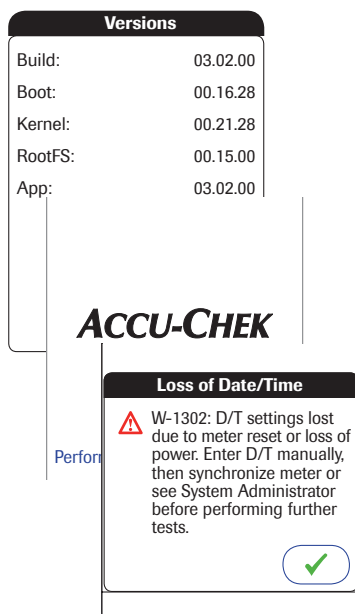 Versions
Build: 03.02.00
Boot: 00.16.28
Kernel: 00.21.28
RootFS: 00.15.00
App: 03.02.00
ACCU-CHEK
Loss of Date/Time
W-1302: D/T settings lost
due to meter reset or loss of
power. Enter D/T manually,
then synchronize meter or
see System Administrator
before performing further
tests.